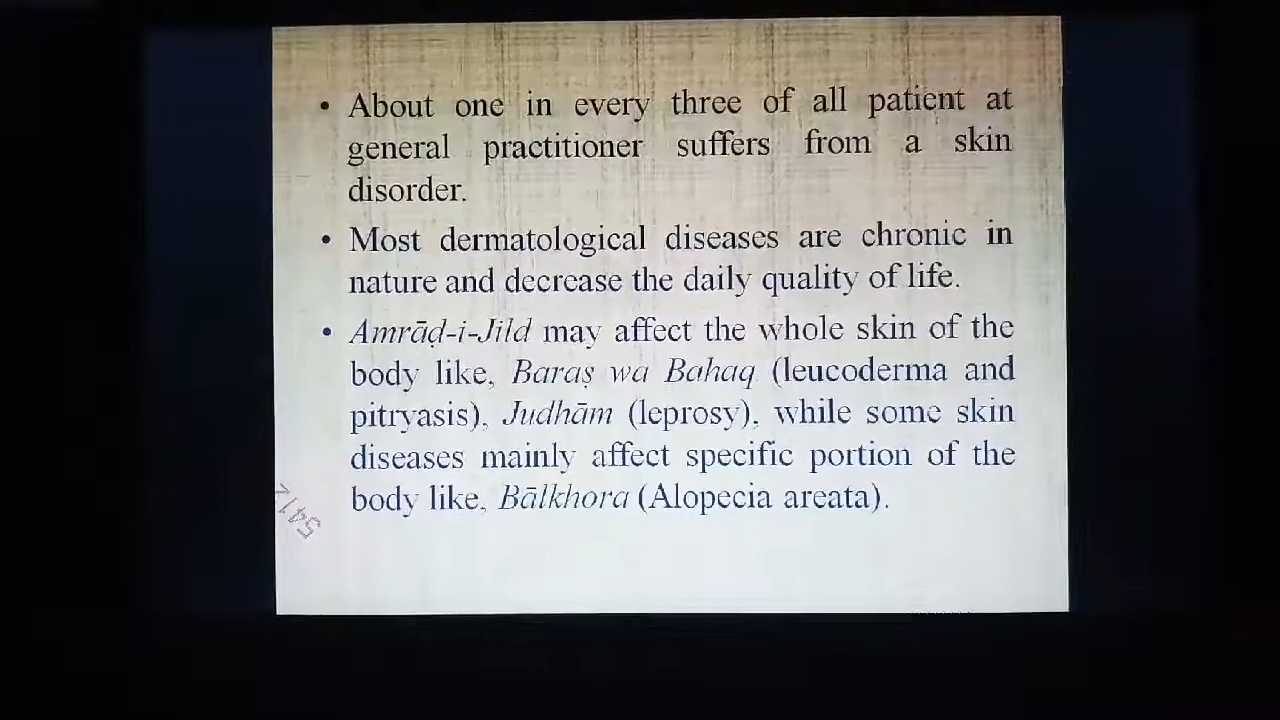 • About one in every three of all patient at
general practitioner suffers from a skin
disorder.
• Most dermatological diseases are chronic in
nature and decrease the daily quality of life.
• Amrāḍ-i-Jild may affect the whole skin of the
body like, Baraṣ wa Bahaq (leucoderma and
pitryasis), Judhām (leprosy), while some skin
diseases mainly affect specific portion of the
body like, Bālkhora (Alopecia areata).